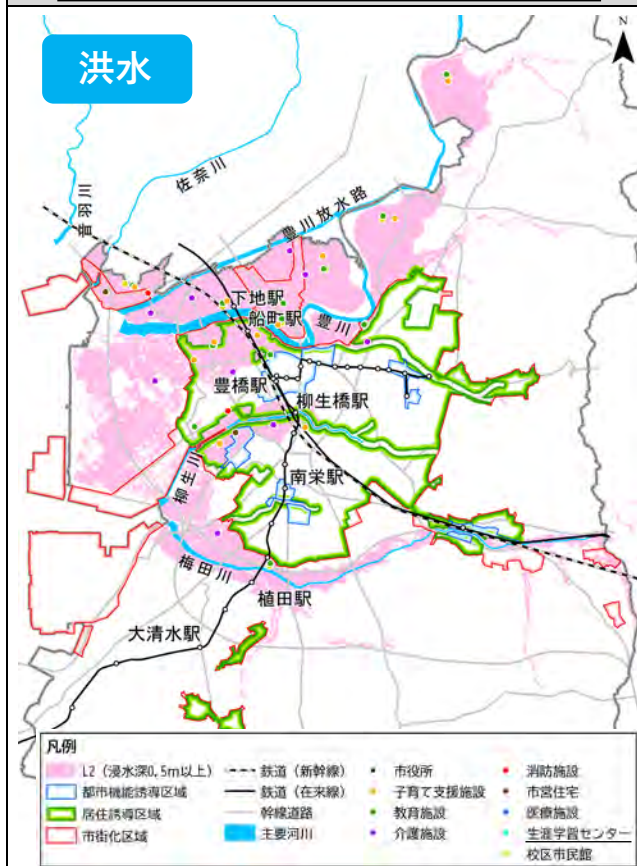 洪水
N
佐奈川
音羽川
豊川放水路
下地駅
船町駅
豊川
豊橋駅
柳生橋駅
南栄駅
柳生川
梅田川
植田駅
大清水駅
凡例
L2（浸水深0.5m以上）
都市機能誘導区域
居住誘導区域
市街化区域
鉄道（新幹線）
鉄道（在来線）
幹線道路
主要河川
市役所
子育て支援施設
教育施設
介護施設
消防施設
市営住宅
医療施設
生涯学習センター
校区市民館